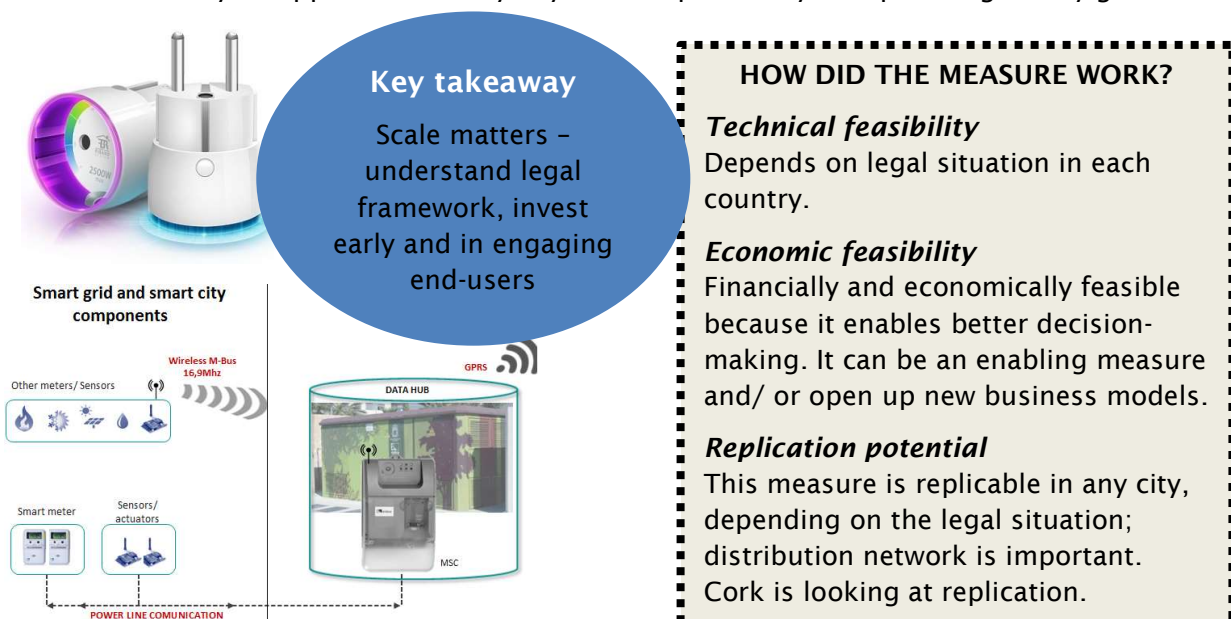 Key takeaway
Scale matters –
understand legal
framework, invest
early and in engaging
end-users
2500W
Smart grid and smart city
components
Wireless M-Bus
16,9Mhz
Other meters/ Sensors
GPRS
DATA HUB
Smart meter
Sensors/
actuators
MSC
POWER LINE COMUNICATION
HOW DID THE MEASURE WORK?
Technical feasibility
Depends on legal situation in each
country.
Economic feasibility
Financially and economically feasible
because it enables better decision-
making. It can be an enabling measure
and/ or open up new business models.
Replication potential
This measure is replicable in any city,
depending on the legal situation;
distribution network is important.
Cork is looking at replication.